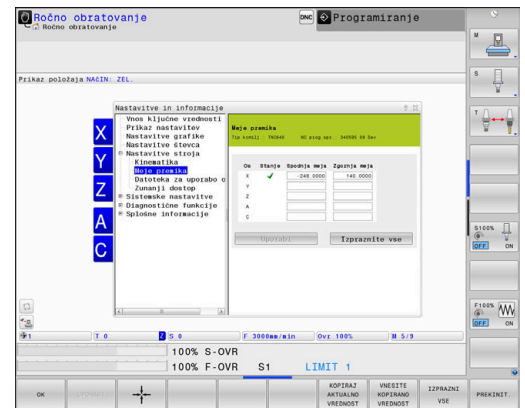 Ročno obratovanje
Ročno obratovanje
DNC
Programiranje
Prikaz položaja NAČIN: ŽEL.
Nastavitve in informacije
Vnos ključne vrednosti
Prikaz nastavitev
Nastavitve grafike
Nastavitve števca
Nastavitve stroja
Kinematika
Meje premika
Datoteka za uporabo o
Zunanji dostop
Sistemske nastavitve
Diagnostične funkcije
Splošne informacije
X
Y
Z
A
C
Meje premika
Os Stanje Spodnja meja Zgornja meja
X -240.0000 140.0000
Y
Z
A
C
Uporabi Izpraznite vse
M
S
T
S100%
OFF ON
F100%
OFF ON
1 T 0 Z S 0 F 3000mm/min Ovr 100% M 5/9
100% S-OVR
100% F-OVR S1 LIMIT 1
OK
KOPIRAJ AKTUALNO VREDNOST
VNESITE KOPIRANO VREDNOST
IZPRAZNI VSE
PREKINIT.